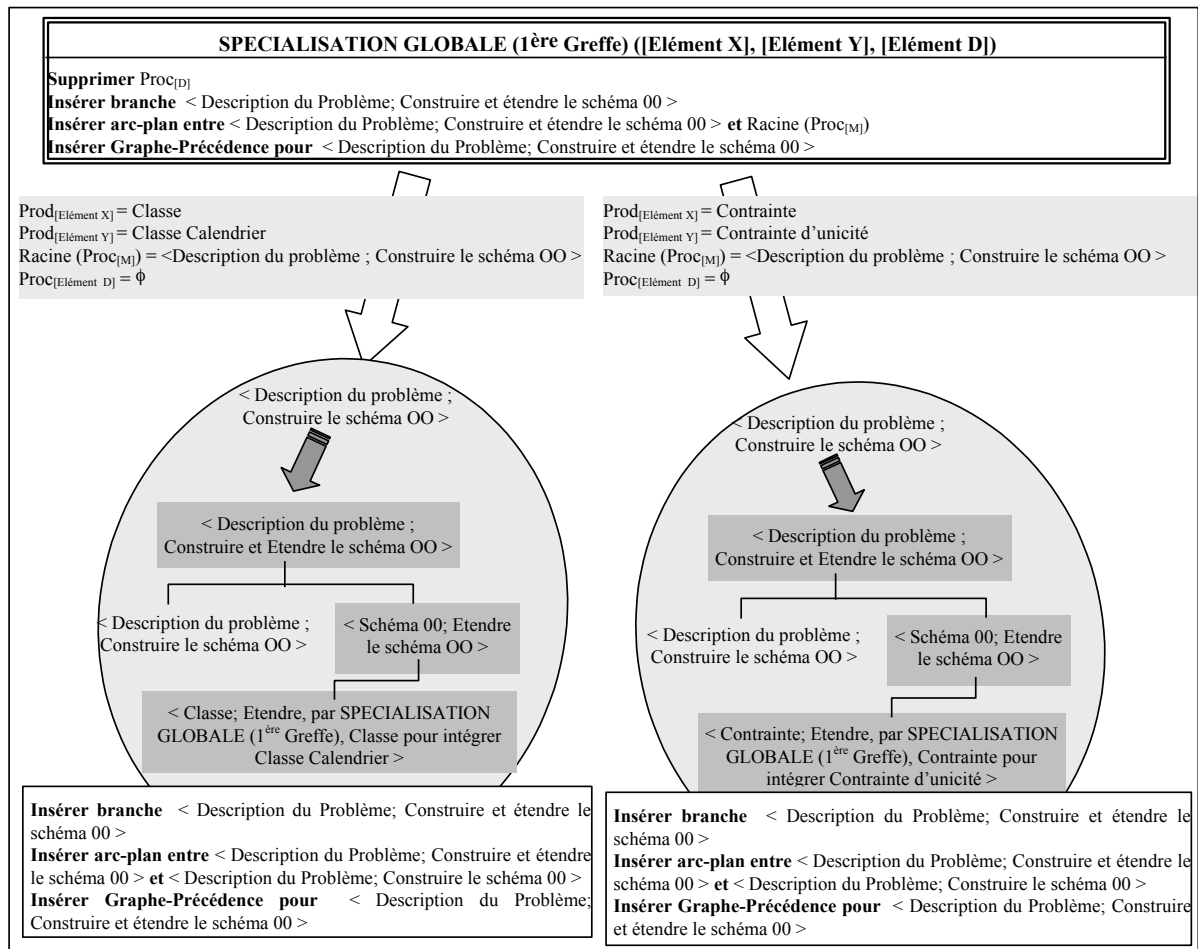 SPECIALISATION GLOBALE (1ère Greffe) ([Elément X], [Elément Y], [Elément D])
Supprimer Proc[D]
Insérer branche < Description du Problème; Construire et étendre le schéma 00 >
Insérer arc-plan entre < Description du Problème; Construire et étendre le schéma 00 > et Racine (Proc[M])
Insérer Graphe-Précédence pour < Description du Problème; Construire et étendre le schéma 00 >
Prod[Elément X] = Classe
Prod[Elément Y] = Classe Calendrier
Racine (Proc[M]) = <Description du problème ; Construire le schéma OO >
Proc[Elément D] = ϕ
Prod[Elément X] = Contrainte
Prod[Elément Y] = Contrainte d'unicité
Racine (Proc[M]) = <Description du problème ; Construire le schéma OO >
Proc[Elément D] = ϕ
< Description du problème ;
Construire le schéma OO >
< Description du problème ;
Construire et Etendre le schéma OO >
< Description du problème ;
Construire le schéma OO >
< Schéma 00; Etendre
le schéma OO >
< Classe; Etendre, par SPECIALISATION
GLOBALE (1ère Greffe), Classe pour intégrer
Classe Calendrier >
Insérer branche < Description du Problème; Construire et étendre le
schéma 00 >
Insérer arc-plan entre < Description du Problème; Construire et étendre
le schéma 00 > et < Description du Problème; Construire le schéma 00 >
Insérer Graphe-Précédence pour < Description du Problème;
Construire et étendre le schéma 00 >
< Description du problème ;
Construire le schéma OO >
< Description du problème ;
Construire et Etendre le schéma OO >
< Description du problème ;
Construire le schéma OO >
< Schéma 00; Etendre
le schéma OO >
< Contrainte; Etendre, par SPECIALISATION
GLOBALE (1ère Greffe), Contrainte pour
intégrer Contrainte d'unicité >
Insérer branche < Description du Problème; Construire et étendre le
schéma 00 >
Insérer arc-plan entre < Description du Problème; Construire et étendre le
schéma 00 > et < Description du Problème; Construire le schéma 00 >
Insérer Graphe-Précédence pour < Description du Problème; Construire
et étendre le schéma 00 >